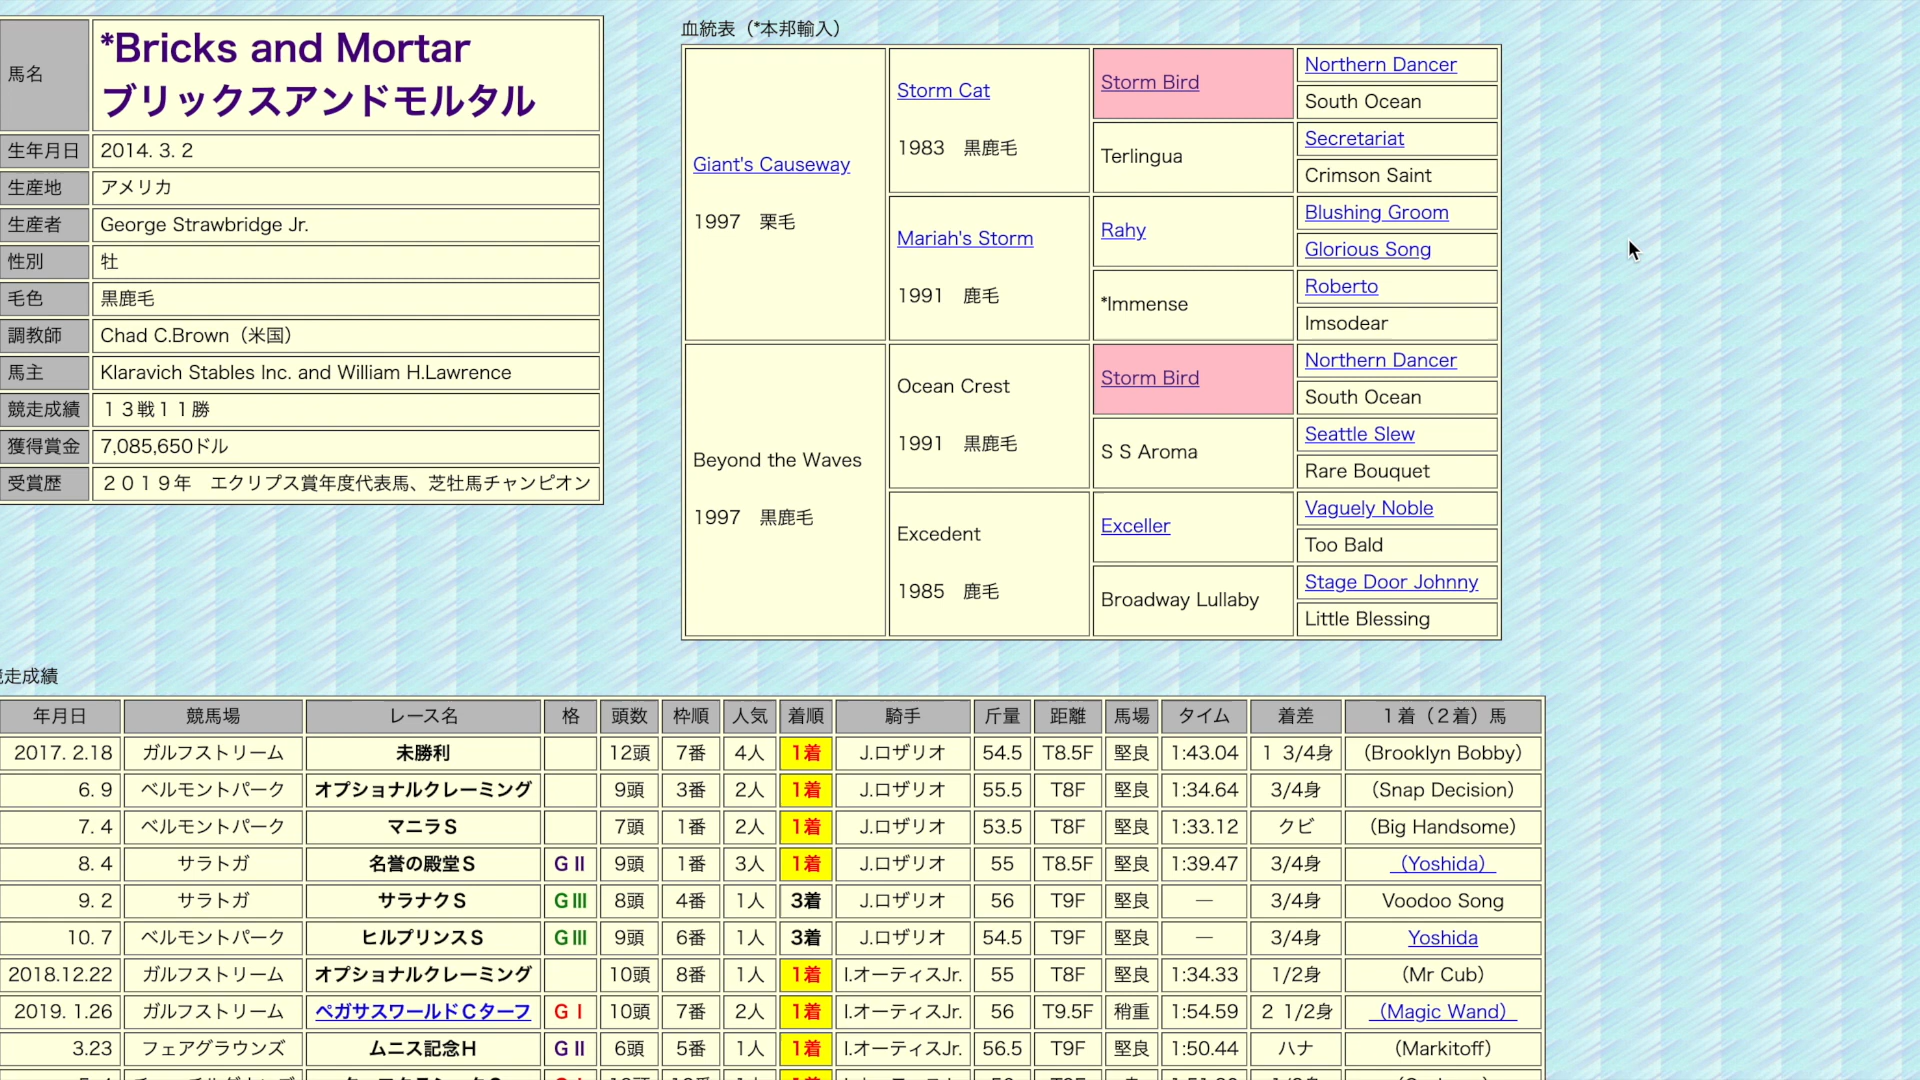 馬名
*Bricks and Mortar
ブリックスアンドモルタル
生年月日 2014. 3. 2
生産地 アメリカ
生産者 George Strawbridge Jr.
性別 牡
毛色 黒鹿毛
調教師 Chad C.Brown（米国）
馬主 Klaravich Stables Inc. and William H.Lawrence
競走成績 １３戦１１勝
獲得賞金 7,085,650ドル
受賞歴 ２０１９年　エクリプス賞年度代表馬、芝牡馬チャンピオン
血統表（*本邦輸入）
Giant's Causeway
1997　栗毛
Storm Cat
1983　黒鹿毛
Storm Bird
Northern Dancer
South Ocean
Terlingua
Secretariat
Crimson Saint
Mariah's Storm
1991　鹿毛
Rahy
Blushing Groom
Glorious Song
*Immense
Roberto
Imsodear
Beyond the Waves
1997　黒鹿毛
Ocean Crest
1991　黒鹿毛
Storm Bird
Northern Dancer
South Ocean
S S Aroma
Seattle Slew
Rare Bouquet
Excedent
1985　鹿毛
Exceller
Vaguely Noble
Too Bald
Broadway Lullaby
Stage Door Johnny
Little Blessing
走成績
年月日 競馬場 レース名 格 頭数 枠順 人気 着順 騎手 斤量 距離 馬場 タイム 着差 １着（２着）馬
2017. 2.18 ガルフストリーム 未勝利 12頭 7番 4人 1着 J.ロザリオ 54.5 T8.5F 堅良 1:43.04 1 3/4身 （Brooklyn Bobby）
6. 9 ベルモントパーク オプショナルクレーミング 9頭 3番 2人 1着 J.ロザリオ 55.5 T8F 堅良 1:34.64 3/4身 （Snap Decision）
7. 4 ベルモントパーク マニラＳ 7頭 1番 2人 1着 J.ロザリオ 53.5 T8F 堅良 1:33.12 クビ （Big Handsome）
8. 4 サラトガ 名誉の殿堂Ｓ GⅡ 9頭 1番 3人 1着 J.ロザリオ 55 T8.5F 堅良 1:39.47 3/4身 （Yoshida）
9. 2 サラトガ サラナクＳ GⅢ 8頭 4番 1人 3着 J.ロザリオ 56 T9F 堅良 ― 3/4身 Voodoo Song
10. 7 ベルモントパーク ヒルプリンスＳ GⅢ 9頭 6番 1人 3着 J.ロザリオ 54.5 T9F 堅良 ― 3/4身 Yoshida
2018.12.22 ガルフストリーム オプショナルクレーミング 10頭 8番 1人 1着 I.オーティスJr. 55 T8F 堅良 1:34.33 1/2身 （Mr Cub）
2019. 1.26 ガルフストリーム ペガサスワールドＣターフ GⅠ 10頭 7番 2人 1着 I.オーティスJr. 56 T9.5F 稍重 1:54.59 2 1/2身 （Magic Wand）
3.23 フェアグラウンズ ムニス記念Ｈ GⅡ 6頭 5番 1人 1着 I.オーティスJr. 56.5 T9F 堅良 1:50.44 ハナ （Markitoff）